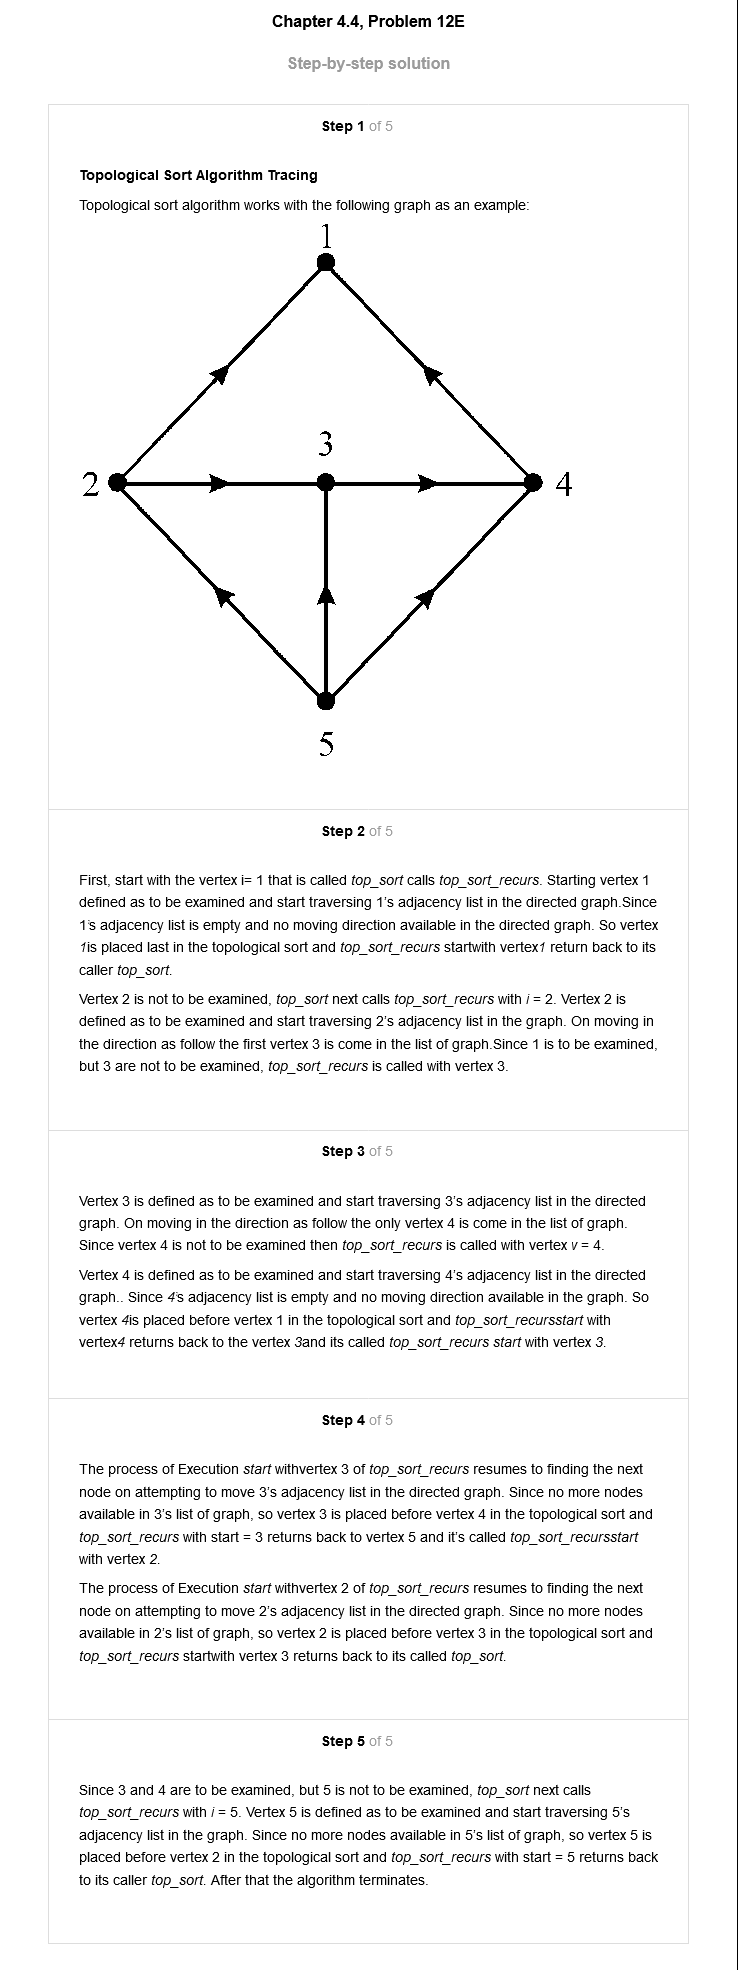 Chapter 4.4, Problem 12E
Step-by-step solution
Step 1 of 5
Topological Sort Algorithm Tracing
Topological sort algorithm works with the following graph as an example:
1
3
2
4
5
Step 2 of 5
First, start with the vertex i= 1 that is called top_sort calls top_sort_recurs. Starting vertex 1
defined as to be examined and start traversing 1's adjacency list in the directed graph.Since
1's adjacency list is empty and no moving direction available in the directed graph. So vertex
1is placed last in the topological sort and top_sort_recurs startwith vertex1 return back to its
caller top_sort.
Vertex 2 is not to be examined, top_sort next calls top_sort_recurs with i = 2. Vertex 2 is
defined as to be examined and start traversing 2's adjacency list in the graph. On moving in
the direction as follow the first vertex 3 is come in the list of graph.Since 1 is to be examined,
but 3 are not to be examined, top_sort_recurs is called with vertex 3.
Step 3 of 5
Vertex 3 is defined as to be examined and start traversing 3's adjacency list in the directed
graph. On moving in the direction as follow the only vertex 4 is come in the list of graph.
Since vertex 4 is not to be examined then top_sort_recurs is called with vertex v = 4.
Vertex 4 is defined as to be examined and start traversing 4's adjacency list in the directed
graph.. Since 4's adjacency list is empty and no moving direction available in the graph. So
vertex 4is placed before vertex 1 in the topological sort and top_sort_recursstart with
vertex4 returns back to the vertex 3and its called top_sort_recurs start with vertex 3.
Step 4 of 5
The process of Execution start withvertex 3 of top_sort_recurs resumes to finding the next
node on attempting to move 3's adjacency list in the directed graph. Since no more nodes
available in 3's list of graph, so vertex 3 is placed before vertex 4 in the topological sort and
top_sort_recurs with start = 3 returns back to vertex 5 and it's called top_sort_recursstart
with vertex 2.
The process of Execution start withvertex 2 of top_sort_recurs resumes to finding the next
node on attempting to move 2's adjacency list in the directed graph. Since no more nodes
available in 2's list of graph, so vertex 2 is placed before vertex 3 in the topological sort and
top_sort_recurs startwith vertex 3 returns back to its called top_sort.
Step 5 of 5
Since 3 and 4 are to be examined, but 5 is not to be examined, top_sort next calls
top_sort_recurs with i = 5. Vertex 5 is defined as to be examined and start traversing 5's
adjacency list in the graph. Since no more nodes available in 5's list of graph, so vertex 5 is
placed before vertex 2 in the topological sort and top_sort_recurs with start = 5 returns back
to its caller top_sort. After that the algorithm terminates.